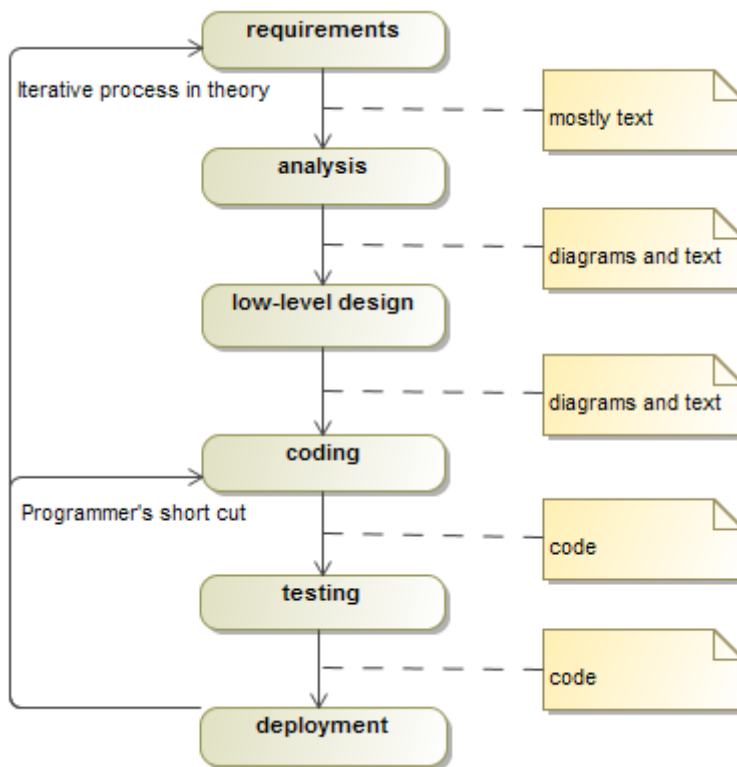 requirements
Iterative process in theory
mostly text
analysis
diagrams and text
low-level design
diagrams and text
coding
Programmer's short cut
code
testing
code
deployment